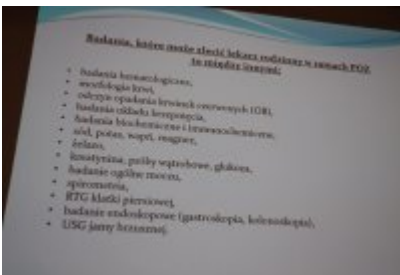 Badania, które może zlecić lekarz rodzinny w ramach POZ
to między innymi:
• badania hematologiczne,
• morfologia krwi,
• odczyn opadania krwinek czerwonych (OB),
• badania układu krzepnięcia,
• badania biochemiczne i immunochemiczne,
• sód, potas, wapń, magnez,
• żelazo,
• kreatynina, próby wątrobowe, glukoza,
• badanie ogólne moczu,
• spirometria,
• RTG klatki piersiowej,
• badanie endoskopowe (gastroskopia, kolonoskopia),
• USG jamy brzusznej.